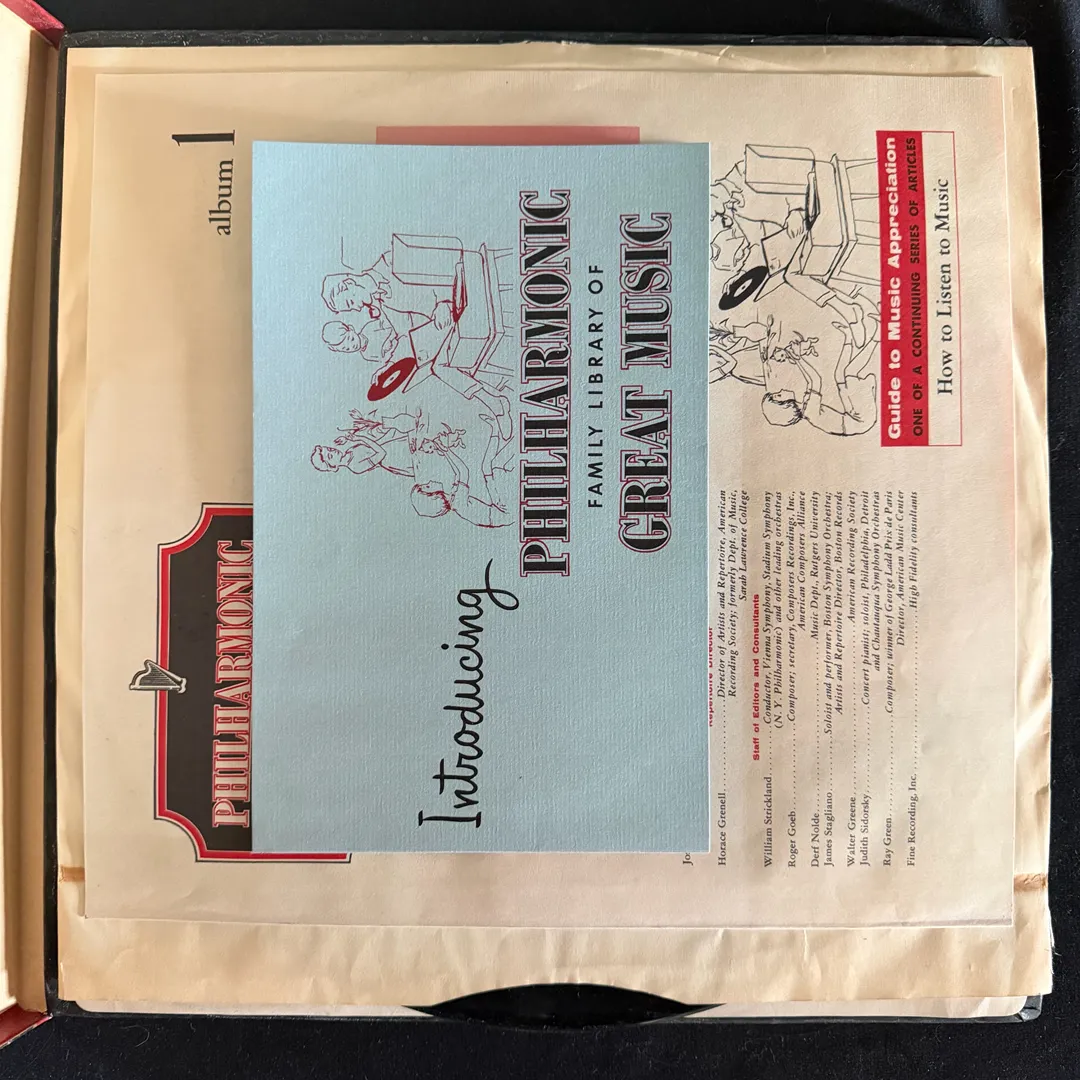 album 1
PHILHARMONIC
Introducing
PHILHARMONIC
FAMILY LIBRARY OF
GREAT MUSIC
Horace Grenell.......... Director of Artists and Repertoire, American
Recording Society; formerly Dept. of Music,
Sarah Lawrence College
Staff of Editors and Consultants
William Strickland.......... Conductor, Vienna Symphony, Stadium Symphony
(N. Y. Philharmonic) and other leading orchestras
Roger Goeb.......... Composer; secretary, Composers Recordings, Inc.,
American Composers Alliance
Derf Nolde.......... Music Dept., Rutgers University
James Stagliano.......... Soloist and performer, Boston Symphony Orchestra;
Artists and Repertoire Director, Boston Records
Walter Greene.......... American Recording Society
Judith Sidorsky.......... Concert pianist; soloist, Philadelphia, Detroit
and Chautauqua Symphony Orchestras
Ray Green.......... Composer; winner of George Ladd Prix de Paris
Director, American Music Center
Fine Recording, Inc........... High Fidelity consultants
Guide to Music Appreciation
ONE OF A CONTINUING SERIES OF ARTICLES
How to Listen to Music